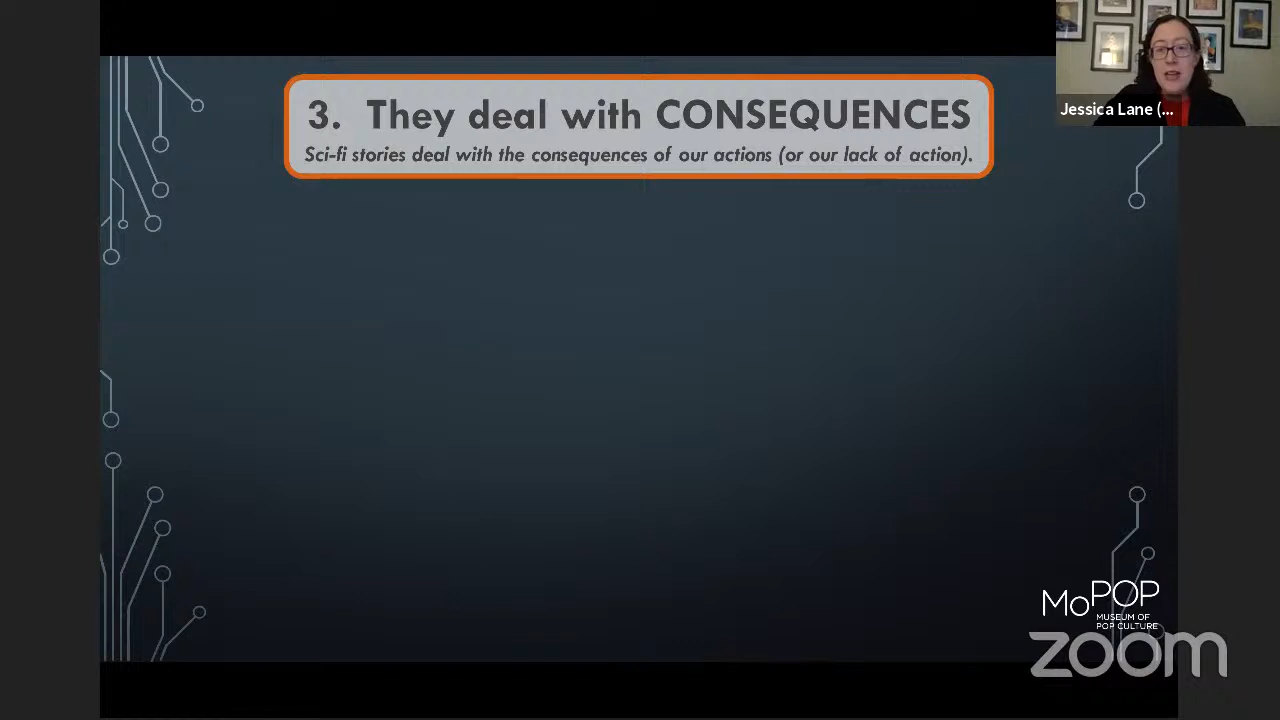 3. They deal with CONSEQUENCES
Sci-fi stories deal with the consequences of our actions (or our lack of action).
Jessica Lane (...
MoPOP
MUSEUM OF
POP CULTURE
zoom